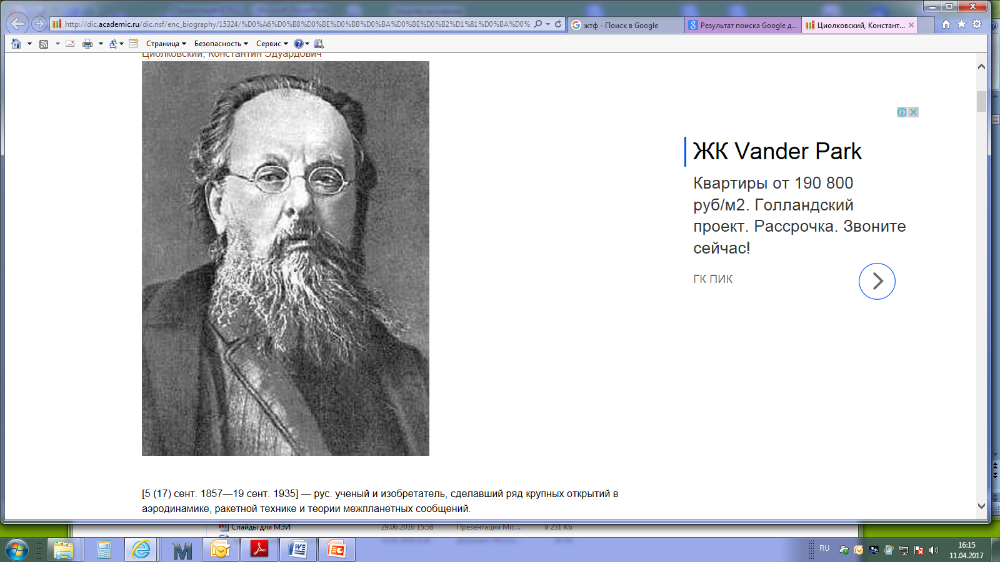 http://dic.academic.ru/dic.nsf/enc_biography/15324/%D0%A6%D0%B8%D0%BE%D0%BB%D0%BA%D0%BE%D0%B2%D1%81%D0%BA%D0%
жтф - Поиск в Google
Результат поиска Google д...
Циолковский, Констант...
Страница
Безопасность
Сервис
Циолковский, Константин Эдуардович
ЖК Vander Park
Квартиры от 190 800
руб/м2. Голландский
проект. Рассрочка. Звоните
сейчас!
ГК ПИК
[5 (17) сент. 1857—19 сент. 1935] — рус. ученый и изобретатель, сделавший ряд крупных открытий в
аэродинамике, ракетной технике и теории межпланетных сообщений.
Слайды для МЭИ 29.06.2016 15:58 Презентация Mic... 8 231 КБ
RU
16:15
11.04.2017